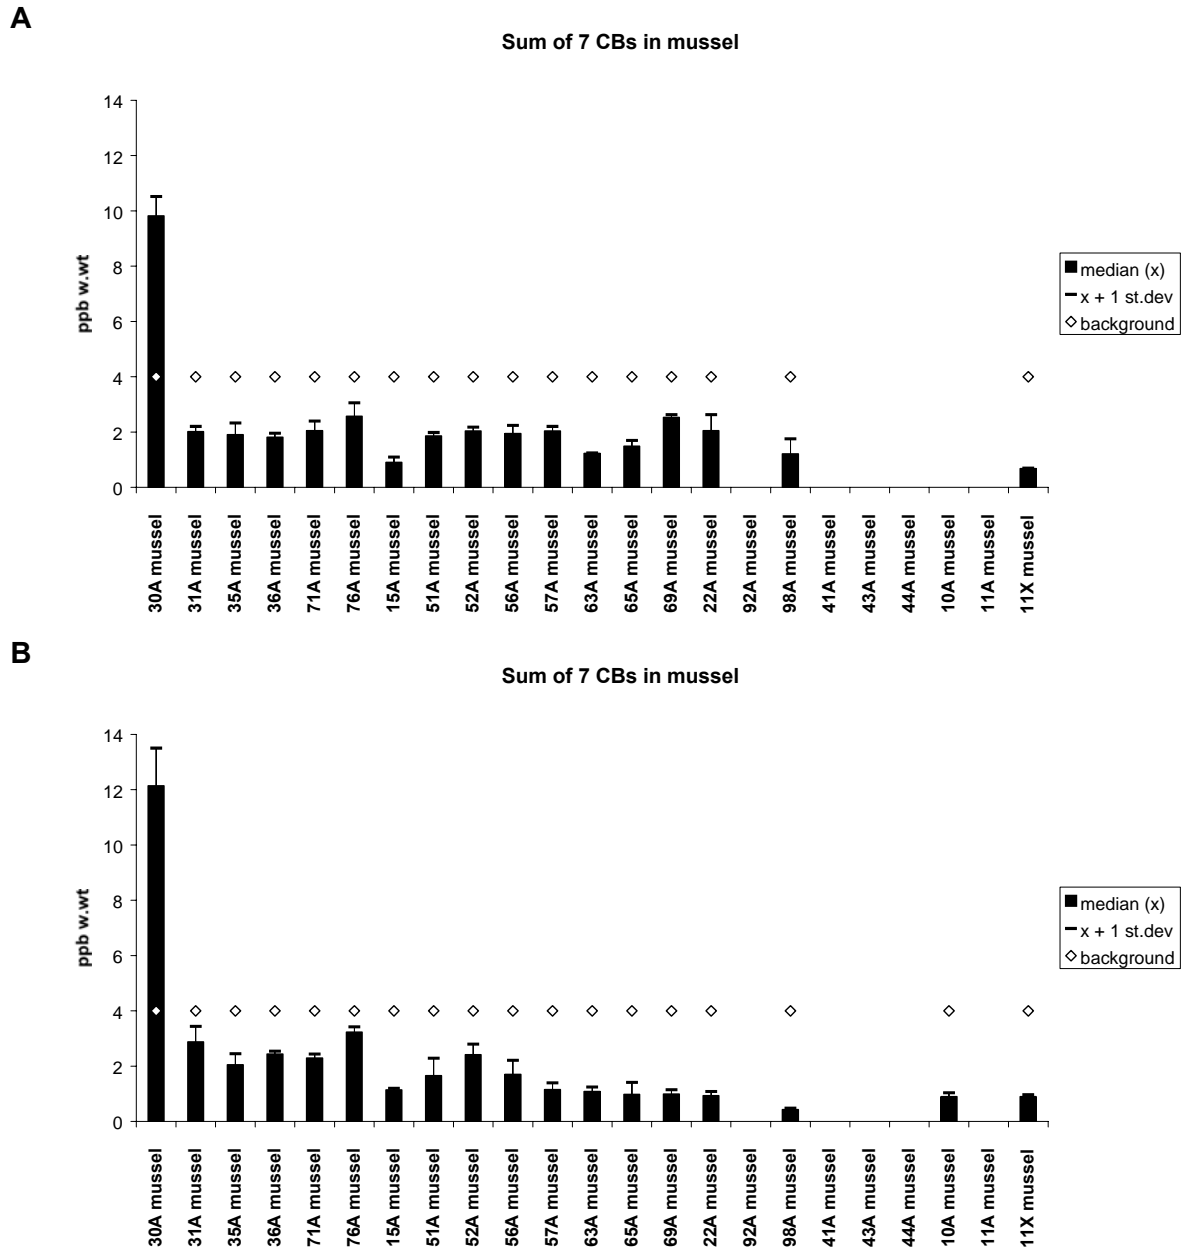 A
Sum of 7 CBs in mussel
14
12
10
8
6
4
2
0
ppb w.wt
median (x)
x + 1 st.dev
background
30A mussel
31A mussel
35A mussel
36A mussel
71A mussel
76A mussel
15A mussel
51A mussel
52A mussel
56A mussel
57A mussel
63A mussel
65A mussel
69A mussel
22A mussel
92A mussel
98A mussel
41A mussel
43A mussel
44A mussel
10A mussel
11A mussel
11X mussel
B
Sum of 7 CBs in mussel
14
12
10
8
6
4
2
0
ppb w.wt
median (x)
x + 1 st.dev
background
30A mussel
31A mussel
35A mussel
36A mussel
71A mussel
76A mussel
15A mussel
51A mussel
52A mussel
56A mussel
57A mussel
63A mussel
65A mussel
69A mussel
22A mussel
92A mussel
98A mussel
41A mussel
43A mussel
44A mussel
10A mussel
11A mussel
11X mussel